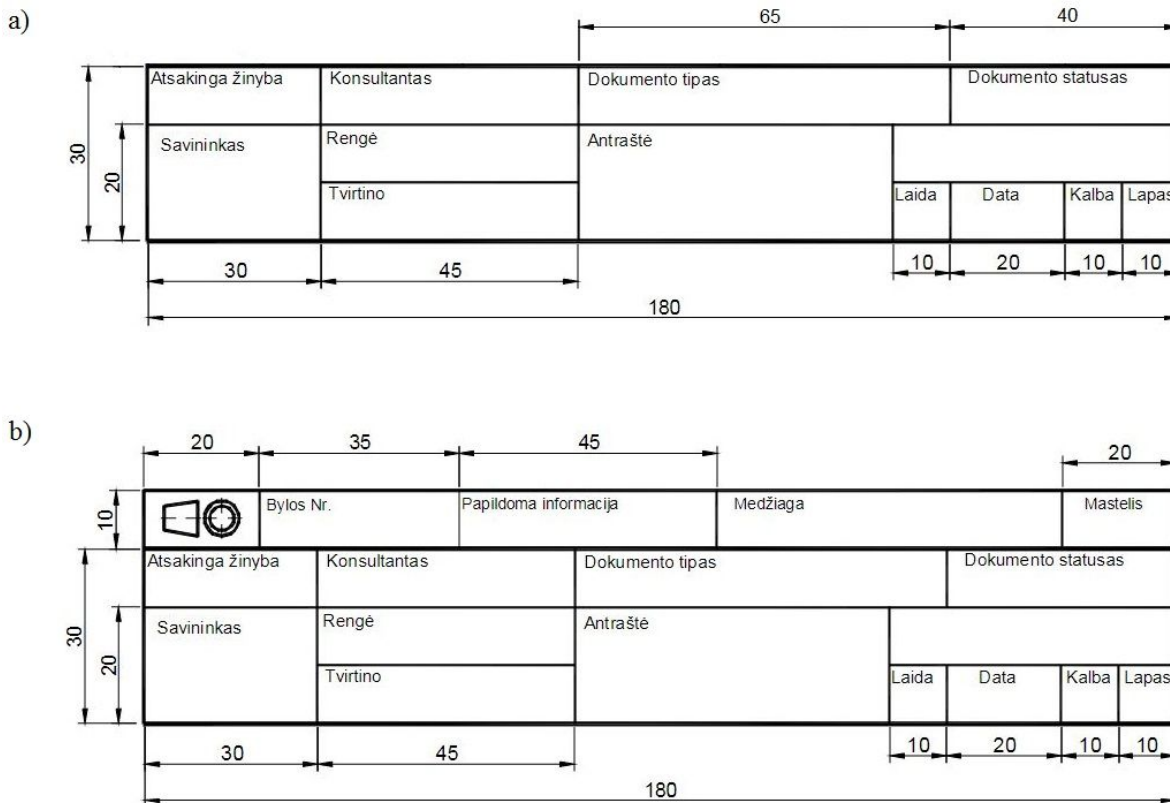 a)
65 40
Atsakinga žinyba Konsultantas Dokumento tipas Dokumento statusas
30
20
Savininkas Rengė Antraštė
Tvirtino Laida Data Kalba Lapas
30 45 10 20 10 10
180
b)
20 35 45 20
10
Bylos Nr. Papildoma informacija Medžiaga Mastelis
Atsakinga žinyba Konsultantas Dokumento tipas Dokumento statusas
30
20
Savininkas Rengė Antraštė
Tvirtino Laida Data Kalba Lapas
30 45 10 20 10 10
180